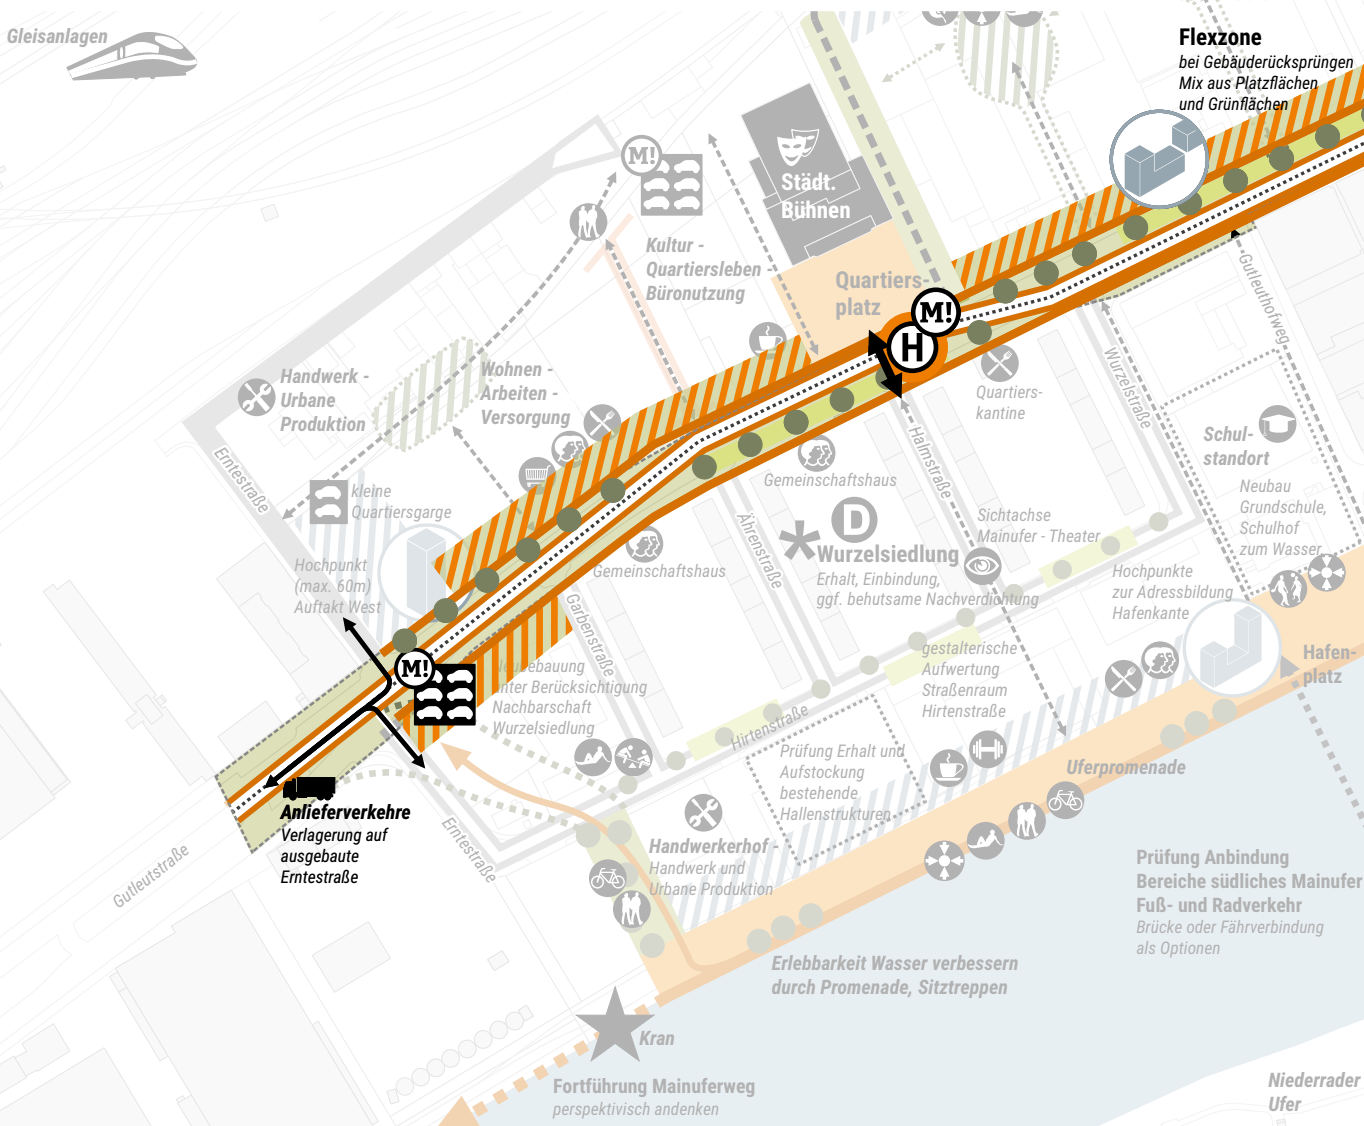 Gleisanlagen
Flexzone
bei Gebäuderücksprüngen
Mix aus Platzflächen
und Grünflächen
M!
Städt.
Bühnen
Kultur -
Quartiersleben -
Büronutzung
Quartiers-
platz
M!
H
Gutleuthofweg
Wohnen -
Arbeiten -
Versorgung
Handwerk -
Urbane
Produktion
Quartiers-
kantine
Wurzelstraße
Schul-
standort
Erntestraße
kleine
Quartiersgarge
Gemeinschaftshaus
Halmstraße
Neubau
Grundschule,
Schulhof
zum Wasser
Ährenstraße
D
Wurzelsiedlung
Erhalt, Einbindung,
ggf. behutsame Nachverdichtung
Sichtachse
Mainufer - Theater
Hochpunkt
(max. 60m)
Auftakt West
Gemeinschaftshaus
Hochpunkte
zur Adressbildung
Hafenkante
Garbenstraße
M!
Neubebauung
unter Berücksichtigung
Nachbarschaft
Wurzelsiedlung
gestalterische
Aufwertung
Straßenraum
Hirtenstraße
Hafen-
platz
Hirtenstraße
Prüfung Erhalt und
Aufstockung
bestehende
Hallenstrukturen
Uferpromenade
Anlieferverkehre
Verlagerung auf
ausgebaute
Erntestraße
Erntestraße
Gutleutstraße
Handwerkerhof -
Handwerk und
Urbane Produktion
Prüfung Anbindung
Bereiche südliches Mainufer
Fuß- und Radverkehr
Brücke oder Fährverbindung
als Optionen
Erlebbarkeit Wasser verbessern
durch Promenade, Sitztreppen
Kran
Fortführung Mainuferweg
perspektivisch andenken
Niederrader
Ufer